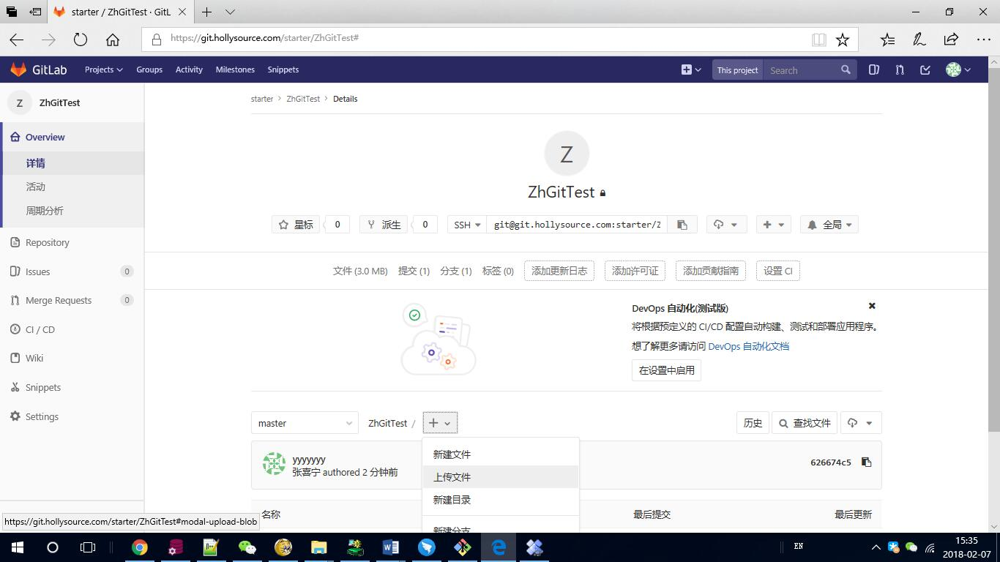 starter / ZhGitTest · GitL
https://git.hollysource.com/starter/ZhGitTest#
GitLab Projects Groups Activity Milestones Snippets This project Search
Z ZhGitTest
Overview
详情
活动
周期分析
Repository
Issues 0
Merge Requests 0
CI / CD
Wiki
Snippets
Settings
starter > ZhGitTest > Details
Z
ZhGitTest
星标 0 派生 0 SSH git@git.hollysource.com:starter/Z 全局
文件 (3.0 MB) 提交 (1) 分支 (1) 标签 (0) 添加更新日志 添加许可证 添加贡献指南 设置 CI
DevOps 自动化(测试版)
将根据预定义的 CI/CD 配置自动构建、测试和部署应用程序。
想了解更多请访问 DevOps 自动化文档
在设置中启用
master ZhGitTest / 历史 查找文件
新建文件
上传文件
新建目录
新建分支
yyyyyyy
张喜宁 authored 2 分钟前
626674c5
名称 最后提交 最后更新
https://git.hollysource.com/starter/ZhGitTest#modal-upload-blob
EN
15:35
2018-02-07